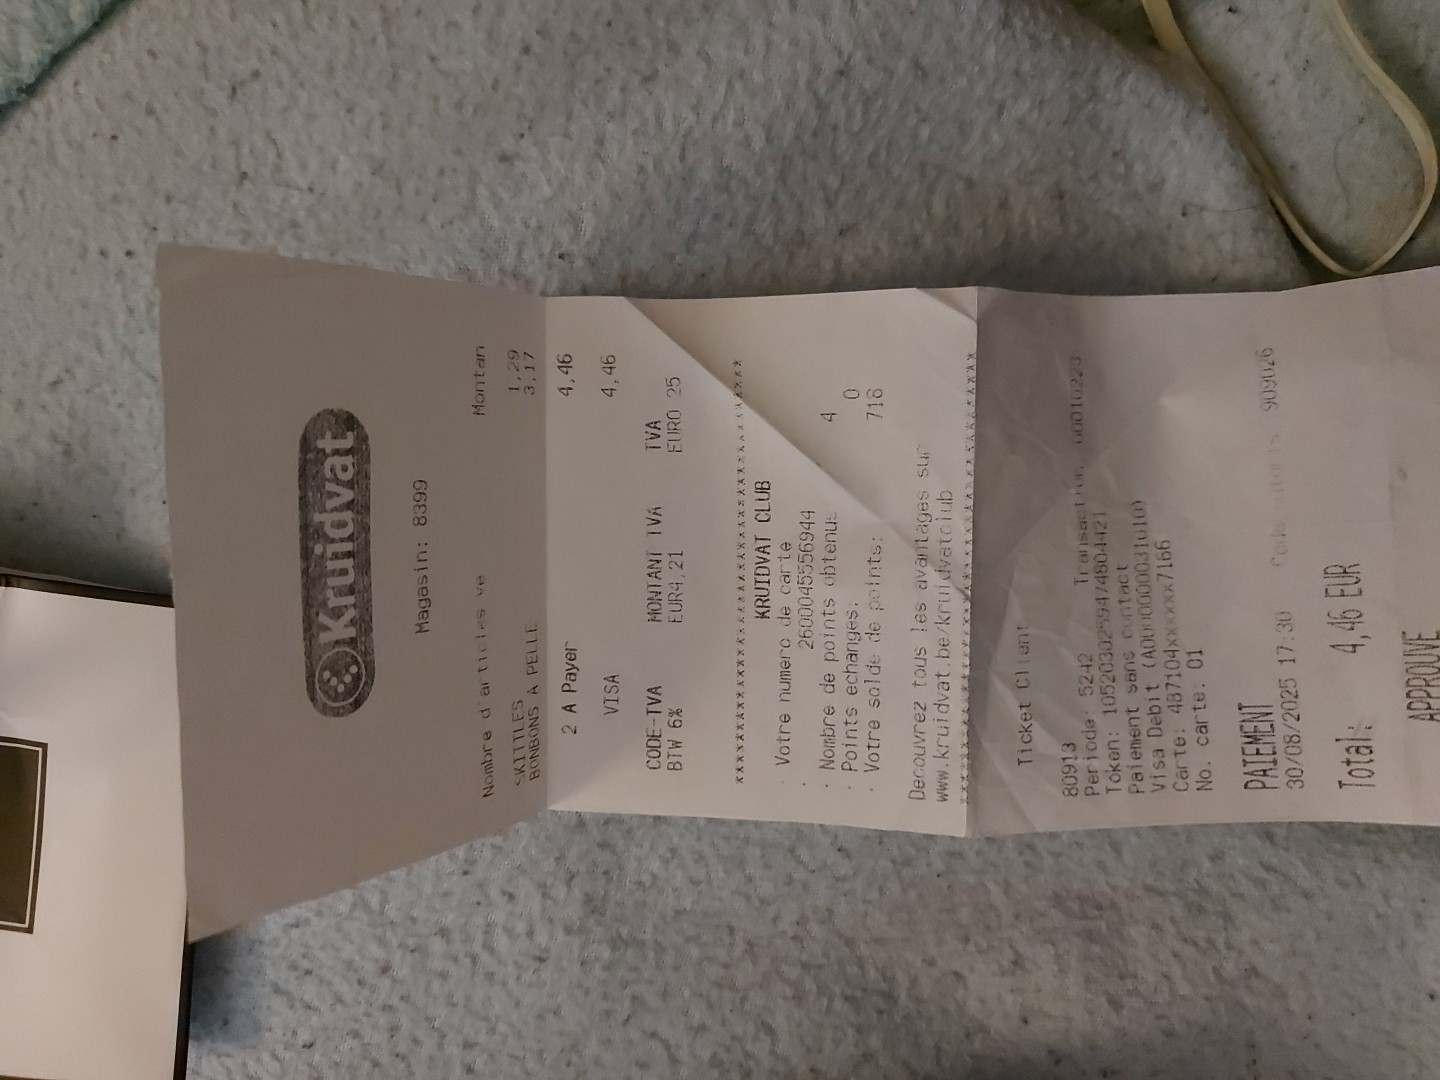 Kruidvat
Magasin: 8399
Nombre d'articles ve Montan
SKITTLES 1,29
BONBONS A PELLE 3,17
2 A Payer 4,46
VISA 4,46
CODE-TVA MONTANT TVA TVA
BTW 6% EUR4,21 EURO 25
KRUIDVAT CLUB
· Votre numero de carte
· 2600045556944
· Nombre de points obtenus 4
· Points echanges: 0
· Votre solde de points: 716
Decouvrez tous les avantages sur
www.kruidvat.be/kruidvatclub
Ticket Client
80913
Periode: 5242 Transaction: 00010223
Token:
Paiement sans contact
Visa Debit (A0000000031010)
Carte: 487104xxxxxx7166
No. carte: 01
PAIEMENT
30/08/2025 17:30 909026
Total: 4,46 EUR
APPROUVE